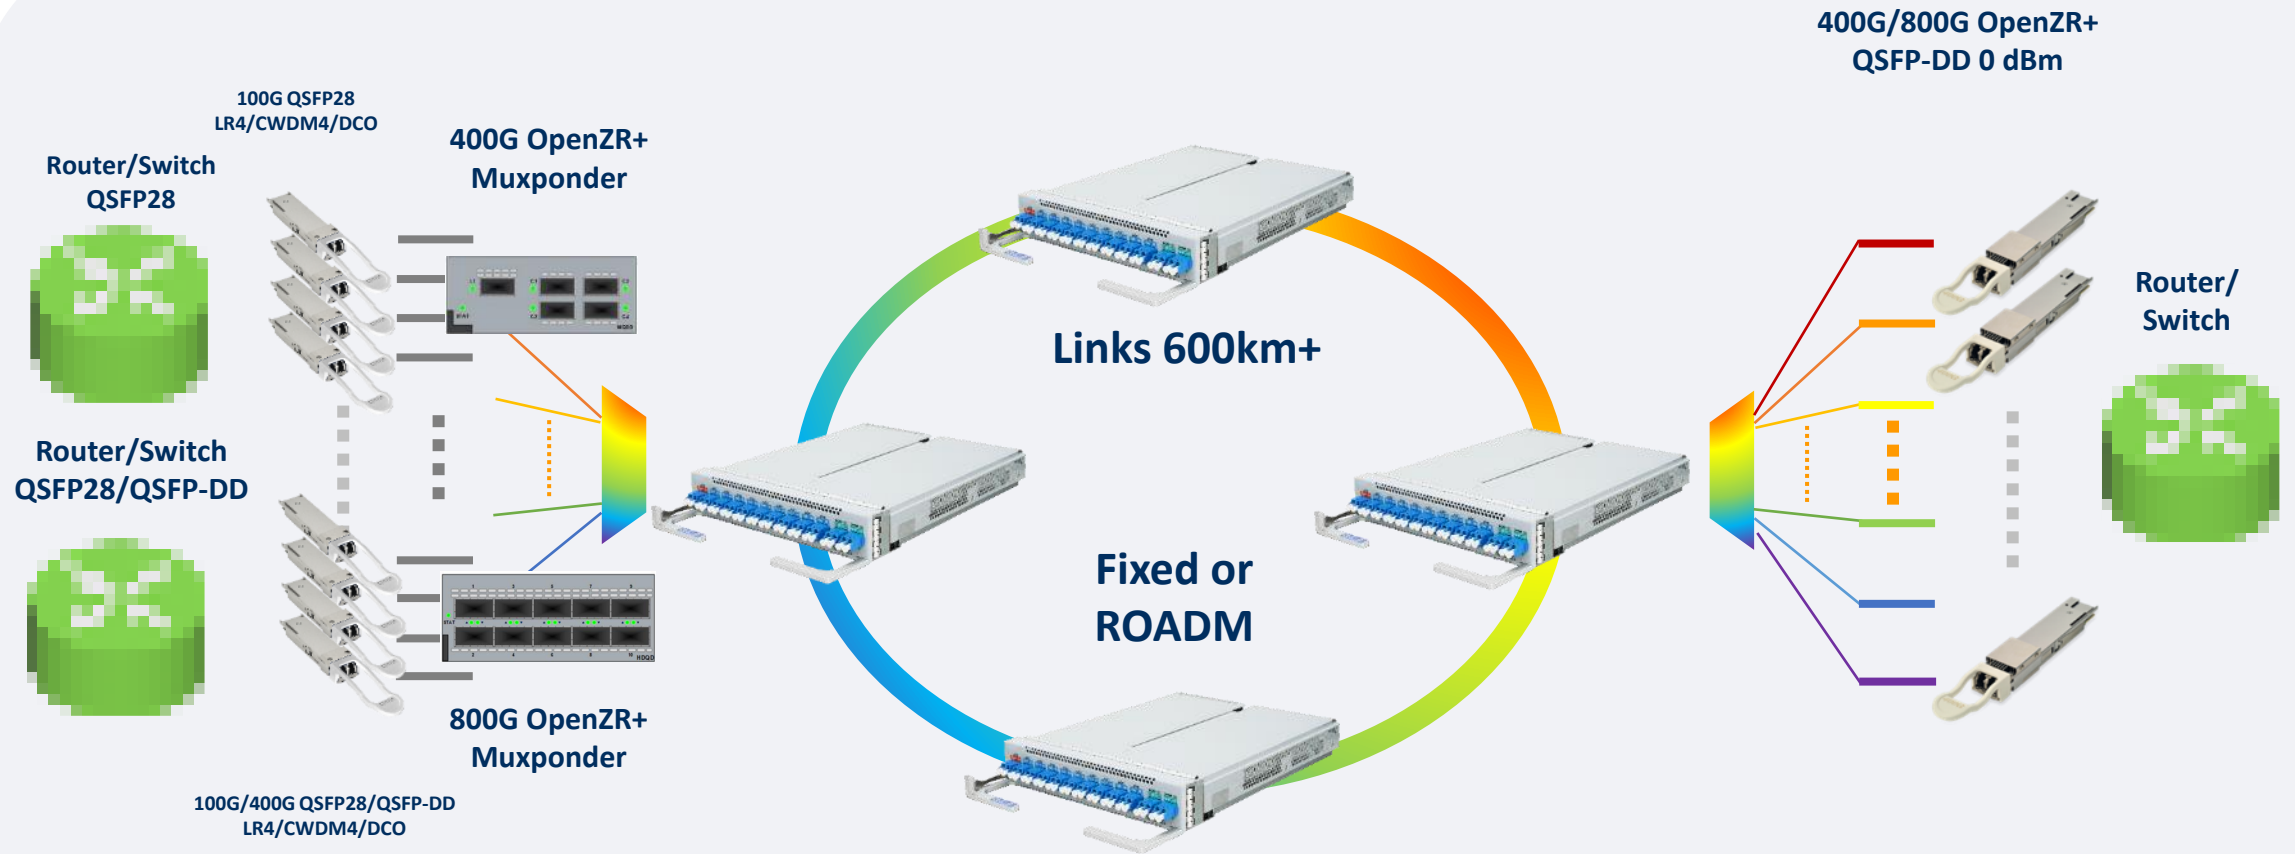 400G/800G OpenZR+
QSFP-DD 0 dBm
100G QSFP28
LR4/CWDM4/DCO
400G OpenZR+
Muxponder
Router/Switch
QSFP28
Router/
Switch
Links 600km+
Router/Switch
QSFP28/QSFP-DD
Fixed or
ROADM
800G OpenZR+
Muxponder
100G/400G QSFP28/QSFP-DD
LR4/CWDM4/DCO